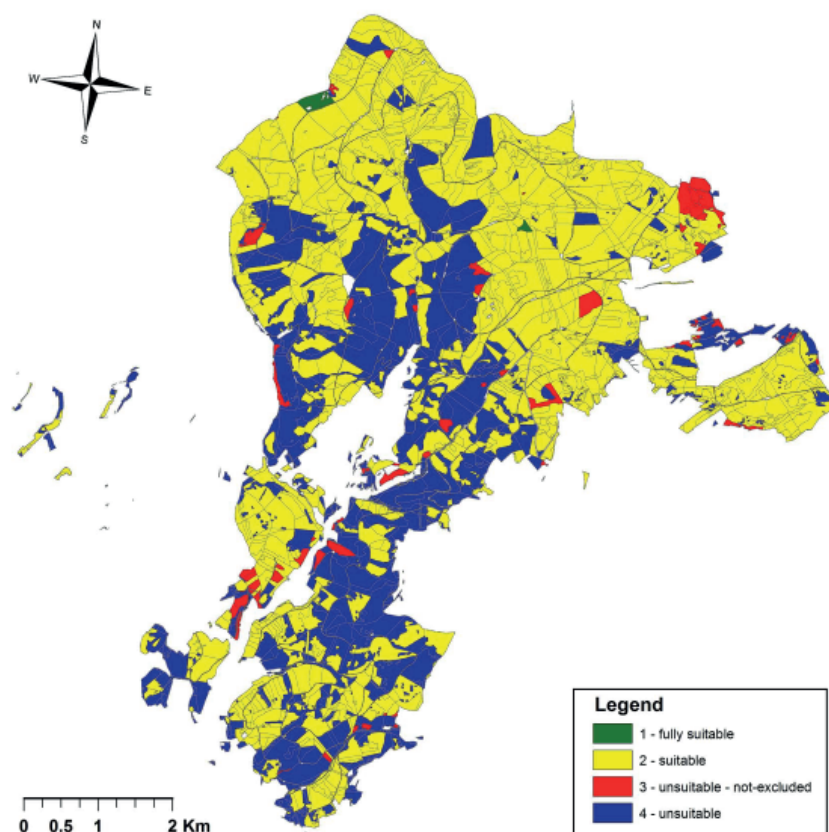 N
W E
S
Legend
1 - fully suitable
2 - suitable
3 - unsuitable - not-excluded
4 - unsuitable
0 0.5 1 2 Km